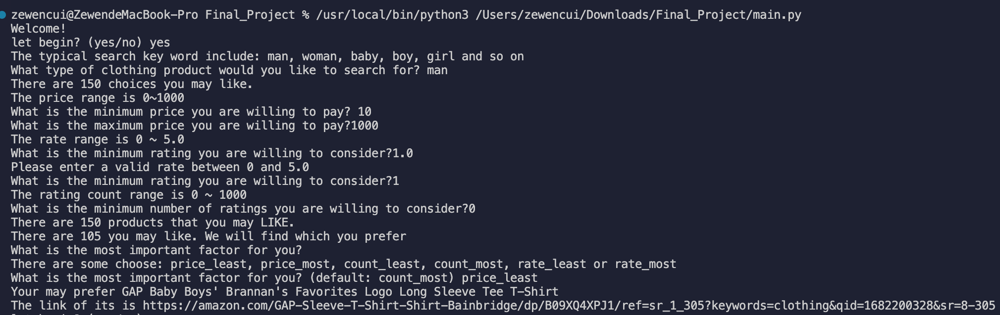 zewencui@ZewendeMacBook-Pro Final_Project % /usr/local/bin/python3 /Users/zewencui/Downloads/Final_Project/main.py
Welcome!
let begin? (yes/no) yes
The typical search key word include: man, woman, baby, boy, girl and so on
What type of clothing product would you like to search for? man
There are 150 choices you may like.
The price range is 0~1000
What is the minimum price you are willing to pay? 10
What is the maximum price you are willing to pay?1000
The rate range is 0 ~ 5.0
What is the minimum rating you are willing to consider?1.0
Please enter a valid rate between 0 and 5.0
What is the minimum rating you are willing to consider?1
The rating count range is 0 ~ 1000
What is the minimum number of ratings you are willing to consider?0
There are 150 products that you may LIKE.
There are 105 you may like. We will find which you prefer
What is the most important factor for you?
There are some choose: price_least, price_most, count_least, count_most, rate_least or rate_most
What is the most important factor for you? (default: count_most) price_least
Your may prefer GAP Baby Boys' Brannan's Favorites Logo Long Sleeve Tee T-Shirt
The link of its is https://amazon.com/GAP-Sleeve-T-Shirt-Shirt-Bainbridge/dp/B09XQ4XPJ1/ref=sr_1_305?keywords=clothing&qid=1682200328&sr=8-305